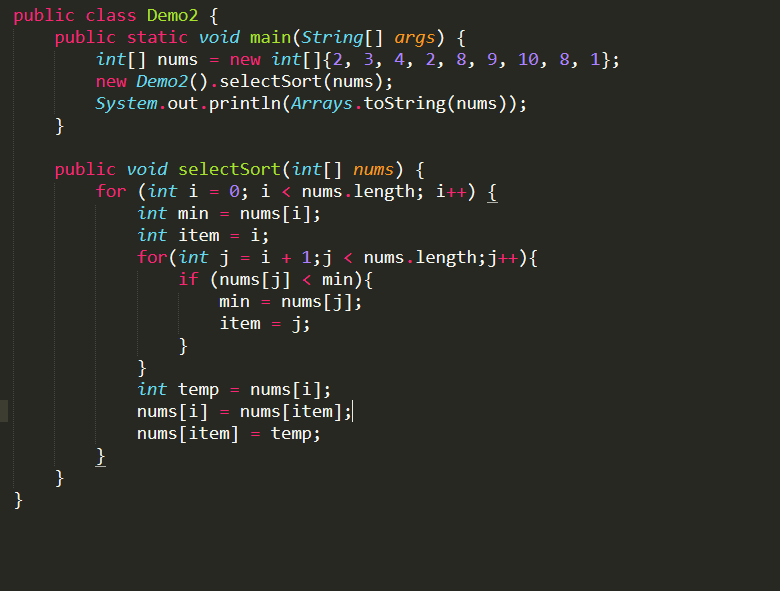 public class Demo2 {
    public static void main(String[] args) {
        int[] nums = new int[]{2, 3, 4, 2, 8, 9, 10, 8, 1};
        new Demo2().selectSort(nums);
        System.out.println(Arrays.toString(nums));
    }

    public void selectSort(int[] nums) {
        for (int i = 0; i < nums.length; i++) {
            int min = nums[i];
            int item = i;
            for(int j = i + 1;j < nums.length;j++){
                if (nums[j] < min){
                    min = nums[j];
                    item = j;
                }
            }
            int temp = nums[i];
            nums[i] = nums[item];
            nums[item] = temp;
        }
    }
}